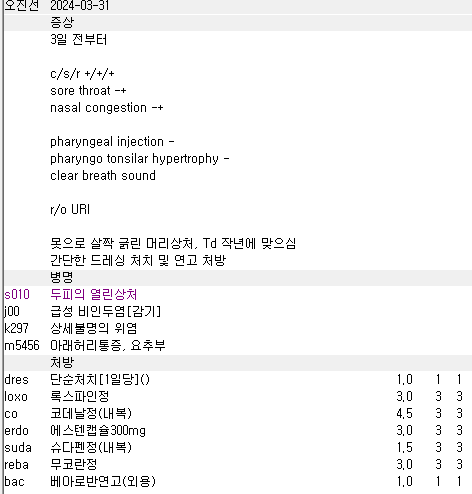 오진선 2024-03-31
증상
3일 전부터
c/s/r +/+/+
sore throat -+
nasal congestion -+
pharyngeal injection -
pharyngo tonsilar hypertrophy -
clear breath sound
r/o URI
못으로 살짝 긁힌 머리상처, Td 작년에 맞으심
간단한 드레싱 처치 및 연고 처방
병명
s010 두피의 열린상처
j00 급성 비인두염[감기]
k297 상세불명의 위염
m5456 아래허리통증, 요추부
처방
dres 단순처치[1일당]() 1.0 1 1
loxo 록스파인정 3.0 3 3
co 코데날정(내복) 4.5 3 3
erdo 에스텐캡슐300mg 3.0 3 3
suda 슈다펜정(내복) 1.5 3 3
reba 무코란정 3.0 3 3
bac 베아로반연고(외용) 1.0 1 1